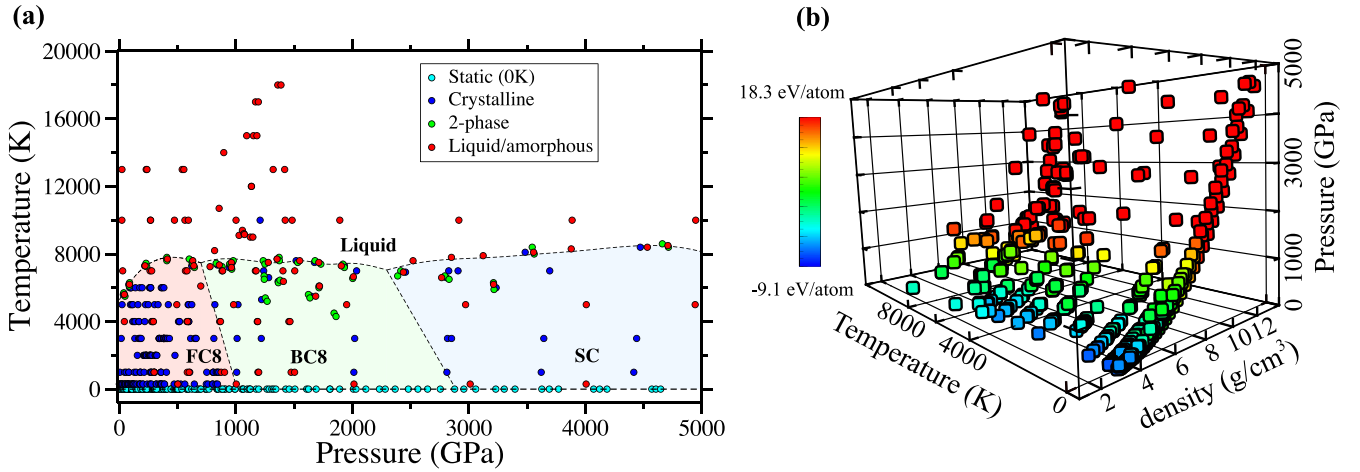 (a)
20000
16000
12000
8000
4000
0
Temperature (K)
Static (0K)
Crystalline
2-phase
Liquid/amorphous
Liquid
FC8
BC8
SC
0 1000 2000 3000 4000 5000
Pressure (GPa)
(b)
18.3 eV/atom
-9.1 eV/atom
5000
3000
1000
0
Pressure (GPa)
8000 4000 0
Temperature (K)
2 4 6 8 10 12
density (g/cm³)